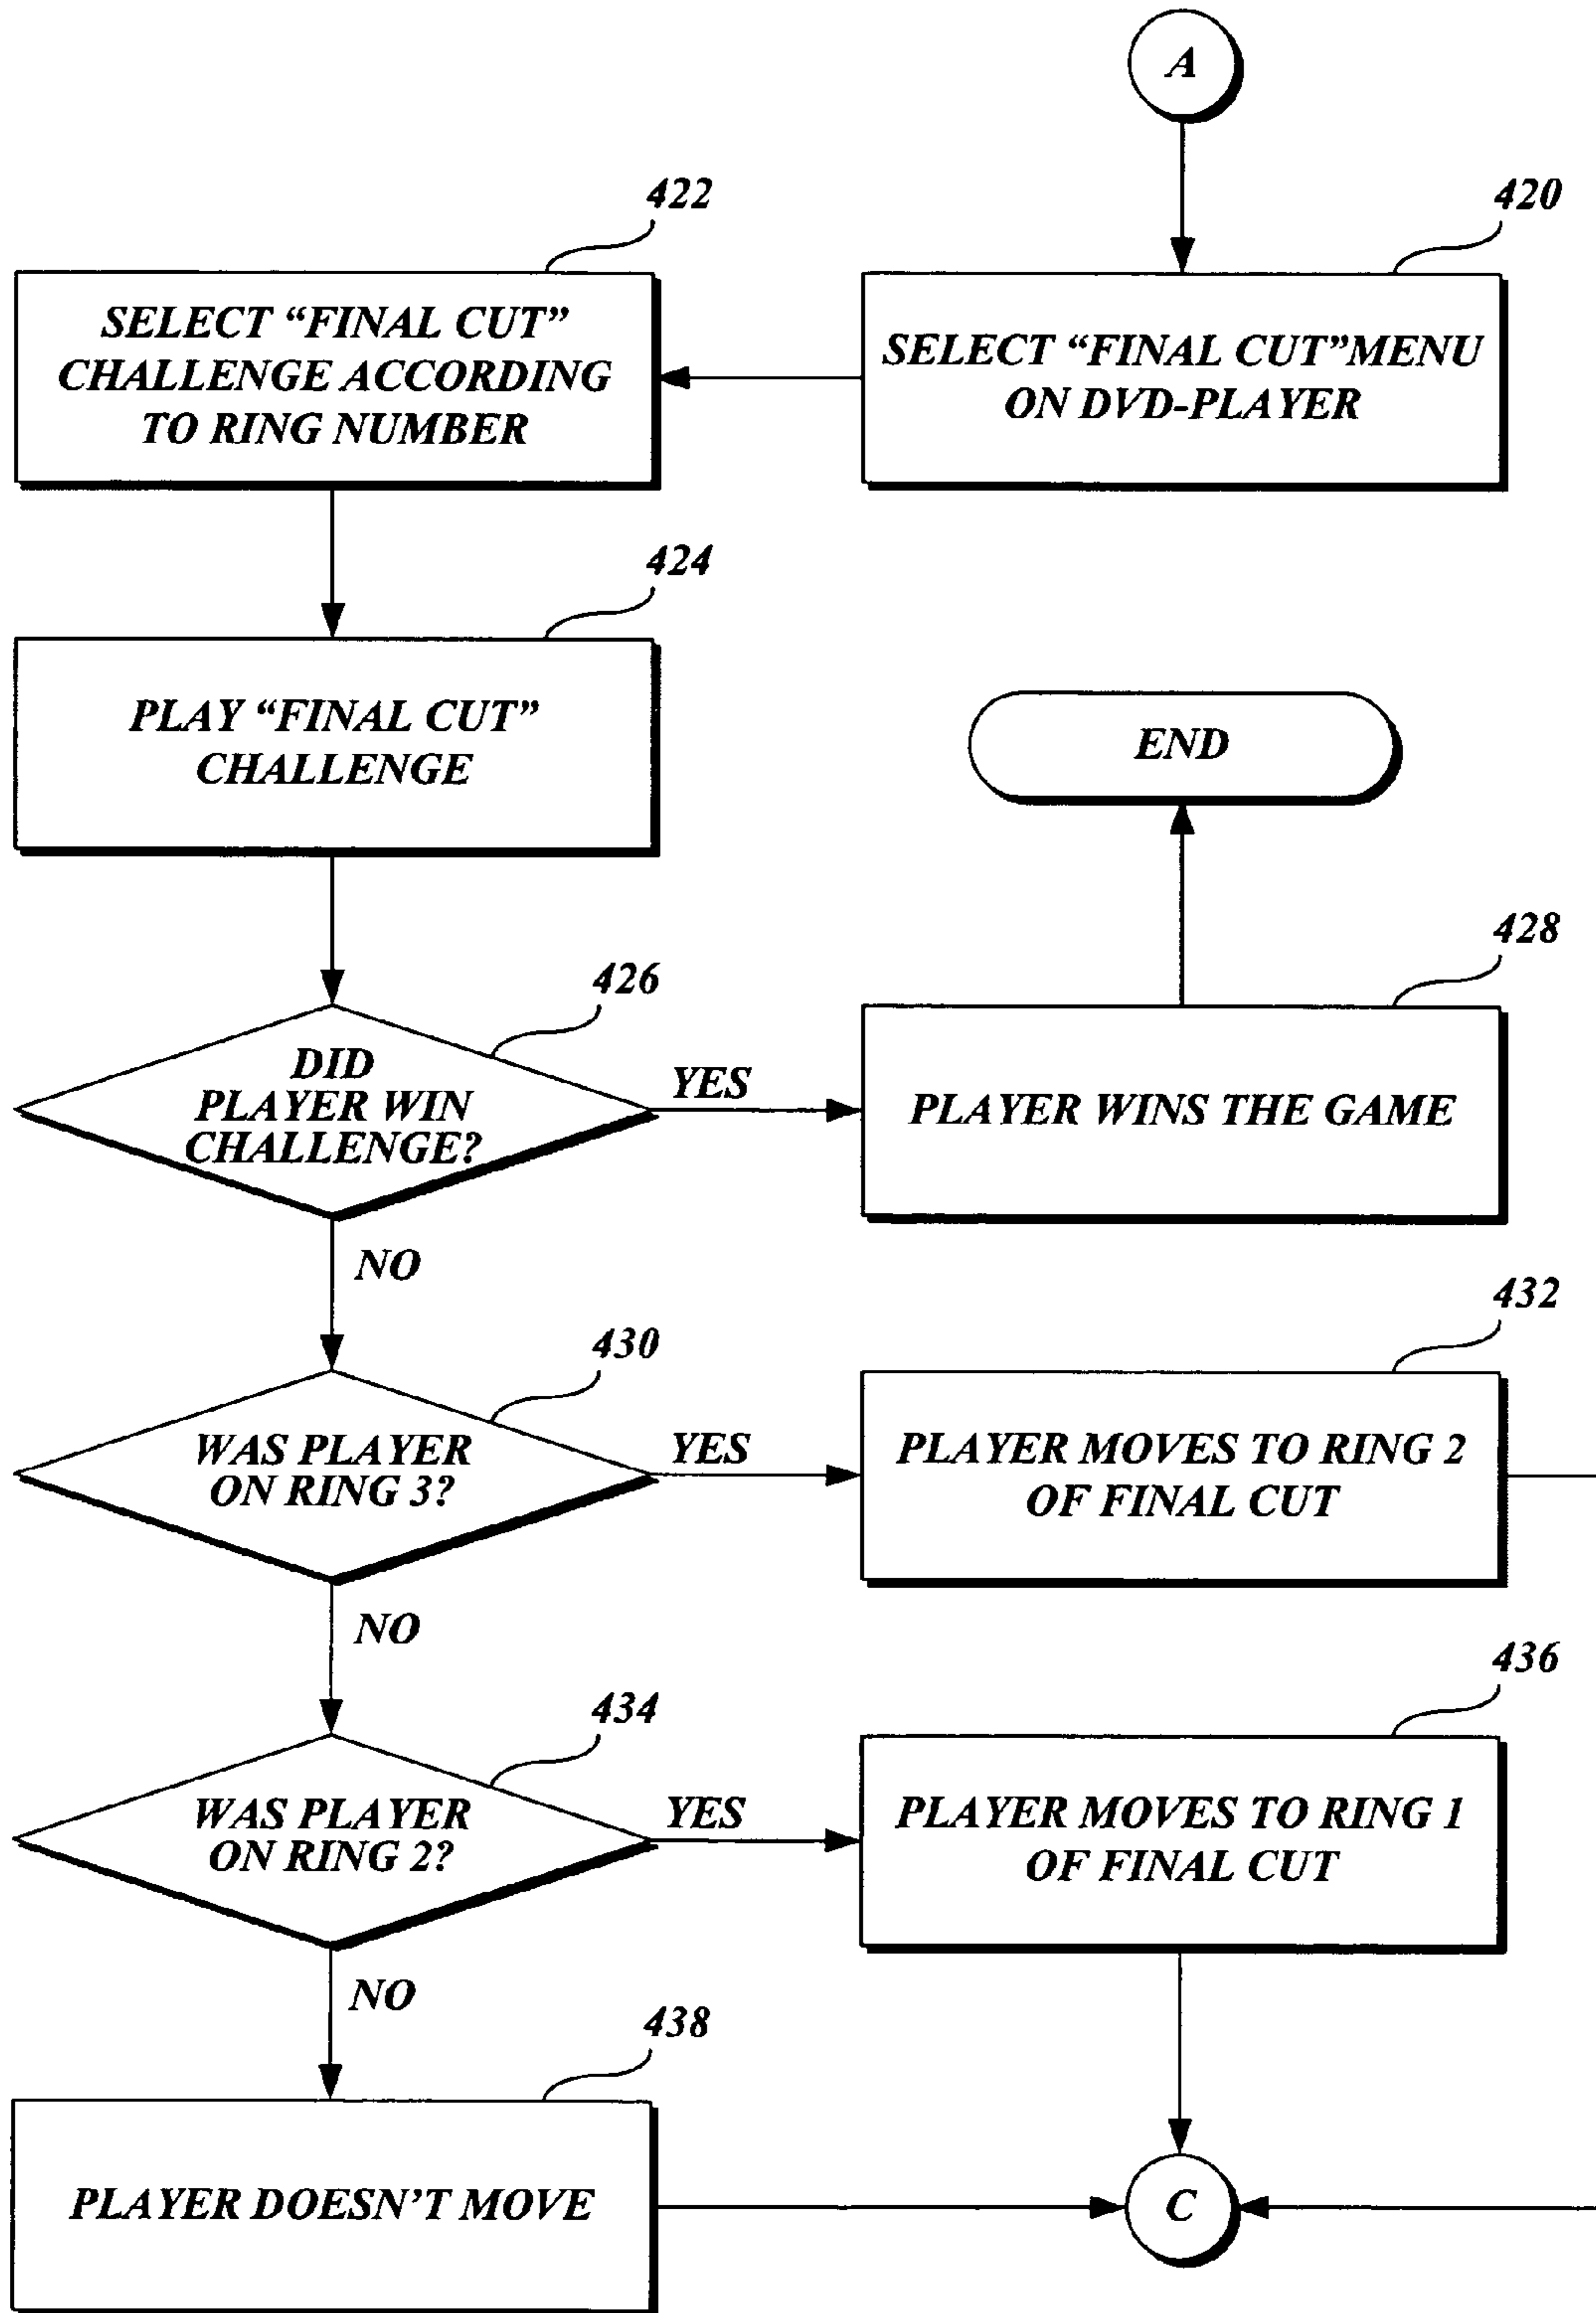 A
420
SELECT “FINAL CUT”MENU
ON DVD-PLAYER
422
SELECT “FINAL CUT”
CHALLENGE ACCORDING
TO RING NUMBER
424
PLAY “FINAL CUT”
CHALLENGE
END
426
DID
PLAYER WIN
CHALLENGE?
YES
428
PLAYER WINS THE GAME
NO
430
WAS PLAYER
ON RING 3?
YES
432
PLAYER MOVES TO RING 2
OF FINAL CUT
NO
434
WAS PLAYER
ON RING 2?
YES
436
PLAYER MOVES TO RING 1
OF FINAL CUT
NO
438
PLAYER DOESN’T MOVE
C